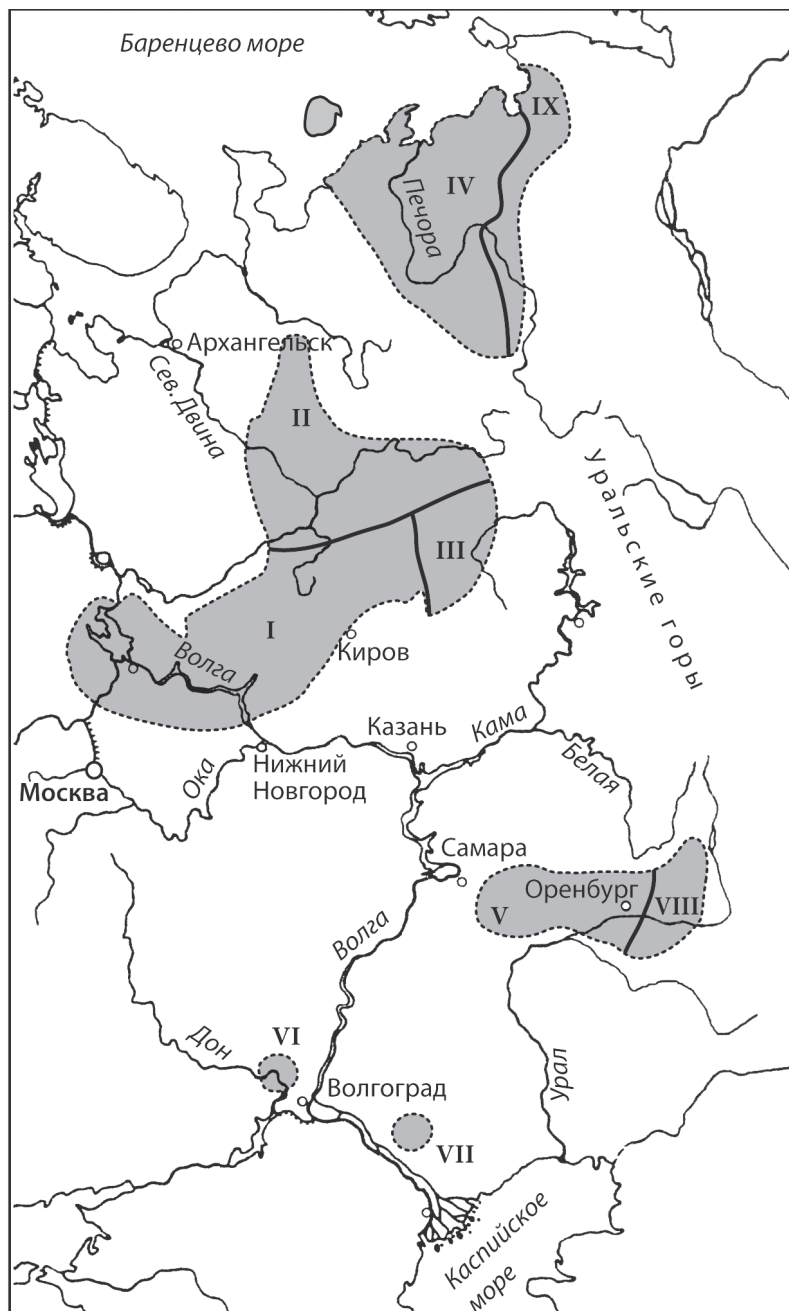 Баренцево море
IX
IV
Печора
Архангельск
Сев. Двина
II
Уральские горы
III
I
Киров
Волга
Казань
Кама
Белая
Нижний
Новгород
Ока
Москва
Самара
Оренбург
V
VIII
Волга
VI
Дон
Волгоград
Урал
VII
Каспийское
море